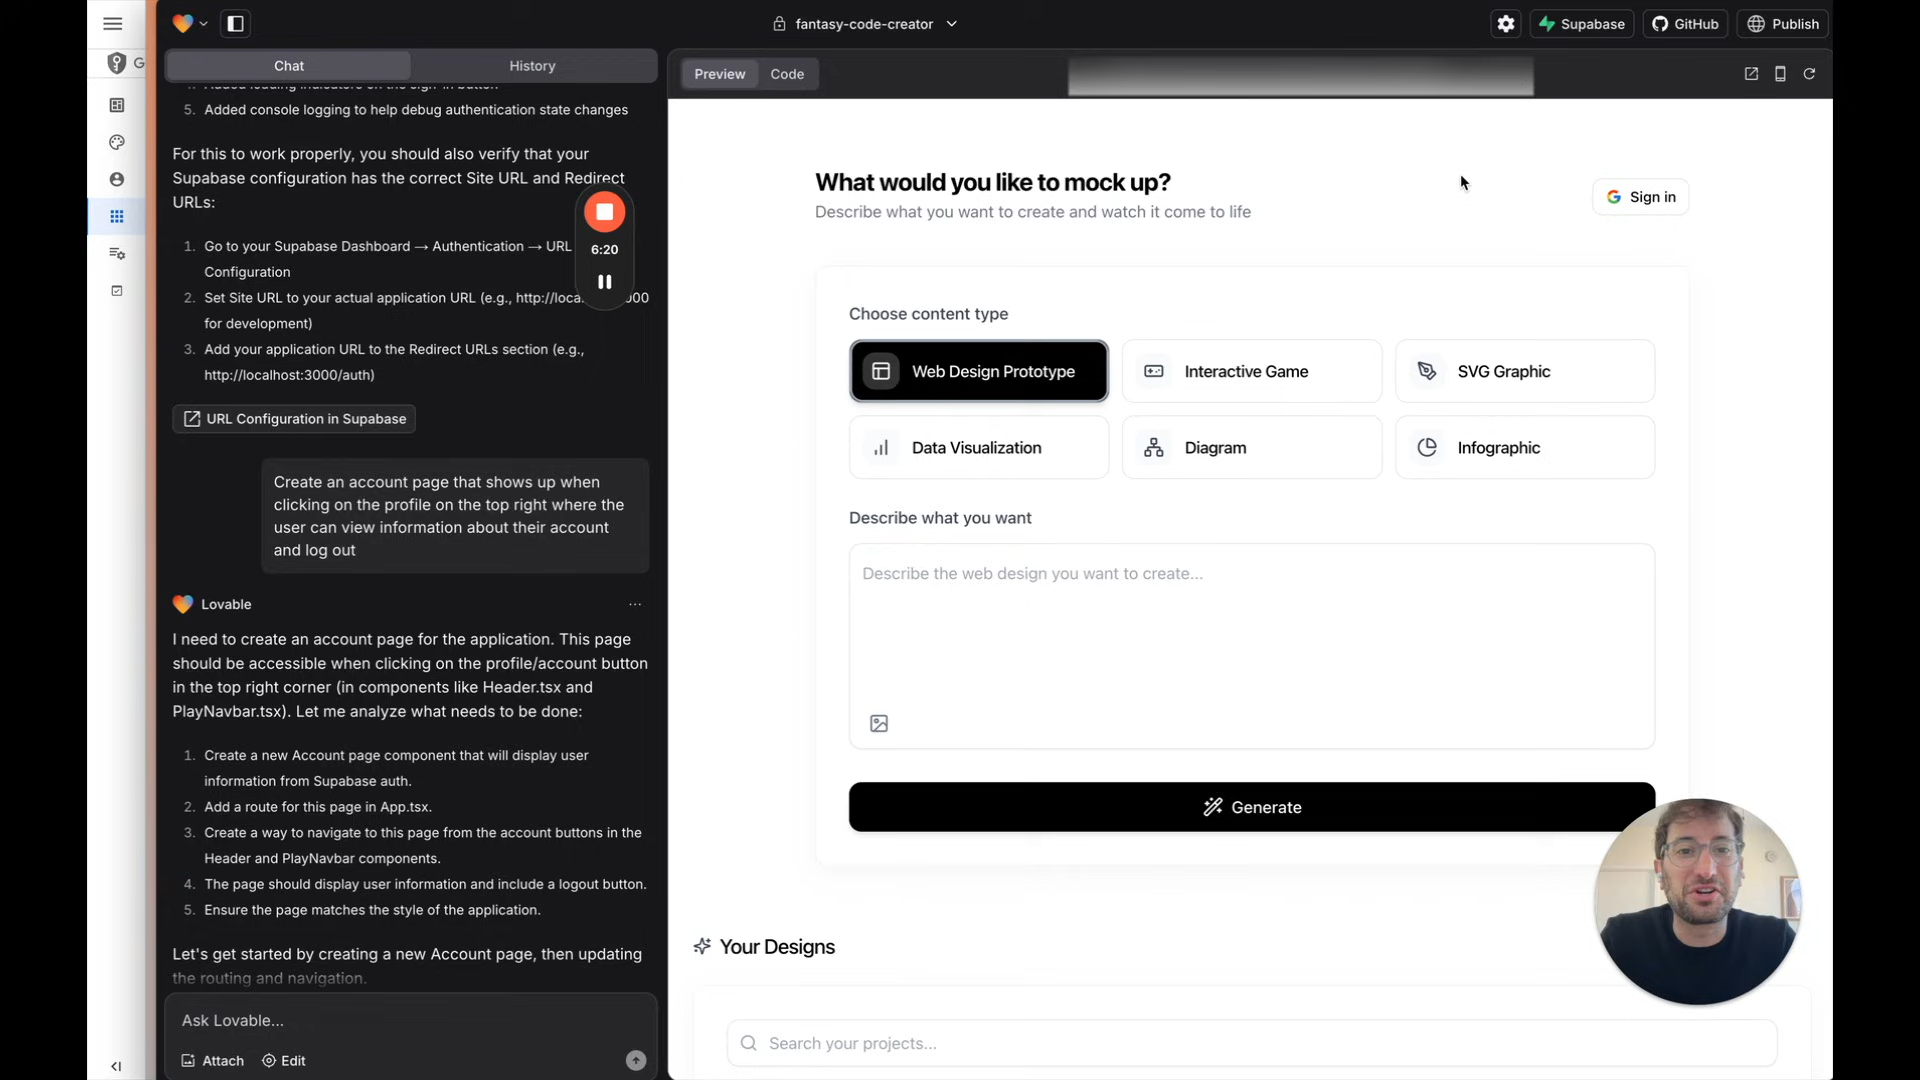 fantasy-code-creator
Supabase
GitHub
Publish
G
Chat
History
Preview
Code
5. Added console logging to help debug authentication state changes
For this to work properly, you should also verify that your
Supabase configuration has the correct Site URL and Redirect
URLs:
1. Go to your Supabase Dashboard → Authentication → URL
Configuration
2. Set Site URL to your actual application URL (e.g., http://loca 000
for development)
3. Add your application URL to the Redirect URLs section (e.g.,
http://localhost:3000/auth)
URL Configuration in Supabase
6:20
Create an account page that shows up when
clicking on the profile on the top right where the
user can view information about their account
and log out
Lovable
I need to create an account page for the application. This page
should be accessible when clicking on the profile/account button
in the top right corner (in components like Header.tsx and
PlayNavbar.tsx). Let me analyze what needs to be done:
1. Create a new Account page component that will display user
information from Supabase auth.
2. Add a route for this page in App.tsx.
3. Create a way to navigate to this page from the account buttons in the
Header and PlayNavbar components.
4. The page should display user information and include a logout button.
5. Ensure the page matches the style of the application.
Let's get started by creating a new Account page, then updating
the routing and navigation.
Ask Lovable...
Attach
Edit
What would you like to mock up?
Describe what you want to create and watch it come to life
Sign in
Choose content type
Web Design Prototype
Interactive Game
SVG Graphic
Data Visualization
Diagram
Infographic
Describe what you want
Describe the web design you want to create...
Generate
Your Designs
Search your projects...